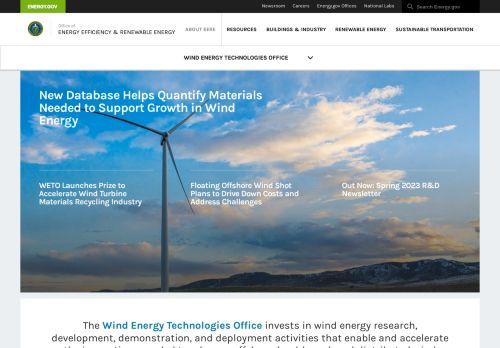 ENERGY.GOV
Newsroom Careers Energy.gov Offices National Labs Search Energy.gov
Office of
ENERGY EFFICIENCY & RENEWABLE ENERGY
ABOUT EERE RESOURCES BUILDINGS & INDUSTRY RENEWABLE ENERGY SUSTAINABLE TRANSPORTATION
WIND ENERGY TECHNOLOGIES OFFICE
New Database Helps Quantify Materials
Needed to Support Growth in Wind
Energy
WETO Launches Prize to
Accelerate Wind Turbine
Materials Recycling Industry
Floating Offshore Wind Shot
Plans to Drive Down Costs and
Address Challenges
Out Now: Spring 2023 R&D
Newsletter
The Wind Energy Technologies Office invests in wind energy research,
development, demonstration, and deployment activities that enable and accelerate